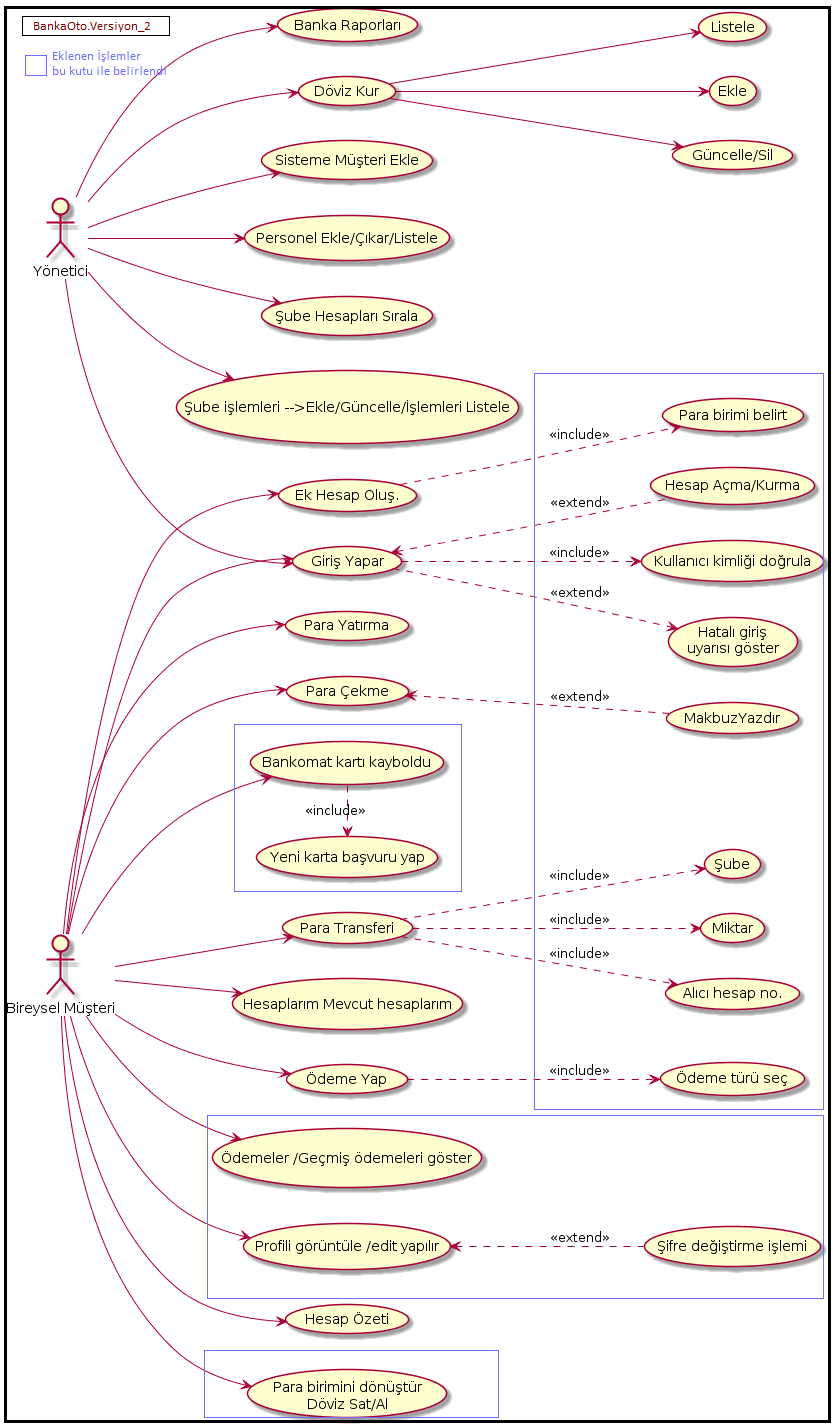 BankaOto.Versiyon_2
Eklenen İşlemler
bu kutu ile belirlendi
Banka Raporları
Listele
Döviz Kur
Ekle
Güncelle/Sil
Sisteme Müşteri Ekle
Yönetici
Personel Ekle/Çıkar/Listele
Şube Hesapları Sırala
Şube işlemleri -->Ekle/Güncelle/İşlemleri Listele
Ek Hesap Oluş.
«include»
Para birimi belirt
Giriş Yapar
«extend»
Hesap Açma/Kurma
«include»
Kullanıcı kimliği doğrula
«extend»
Hatalı giriş
uyarısı göster
Para Yatırma
Para Çekme
«extend»
MakbuzYazdır
Bankomat kartı kayboldu
«include»
Yeni karta başvuru yap
Bireysel Müşteri
Para Transferi
«include»
Şube
«include»
Miktar
«include»
Alıcı hesap no.
Hesaplarım Mevcut hesaplarım
Ödeme Yap
«include»
Ödeme türü seç
Ödemeler /Geçmiş ödemeleri göster
Profili görüntüle /edit yapılır
«extend»
Şifre değiştirme işlemi
Hesap Özeti
Para birimini dönüştür
Döviz Sat/Al